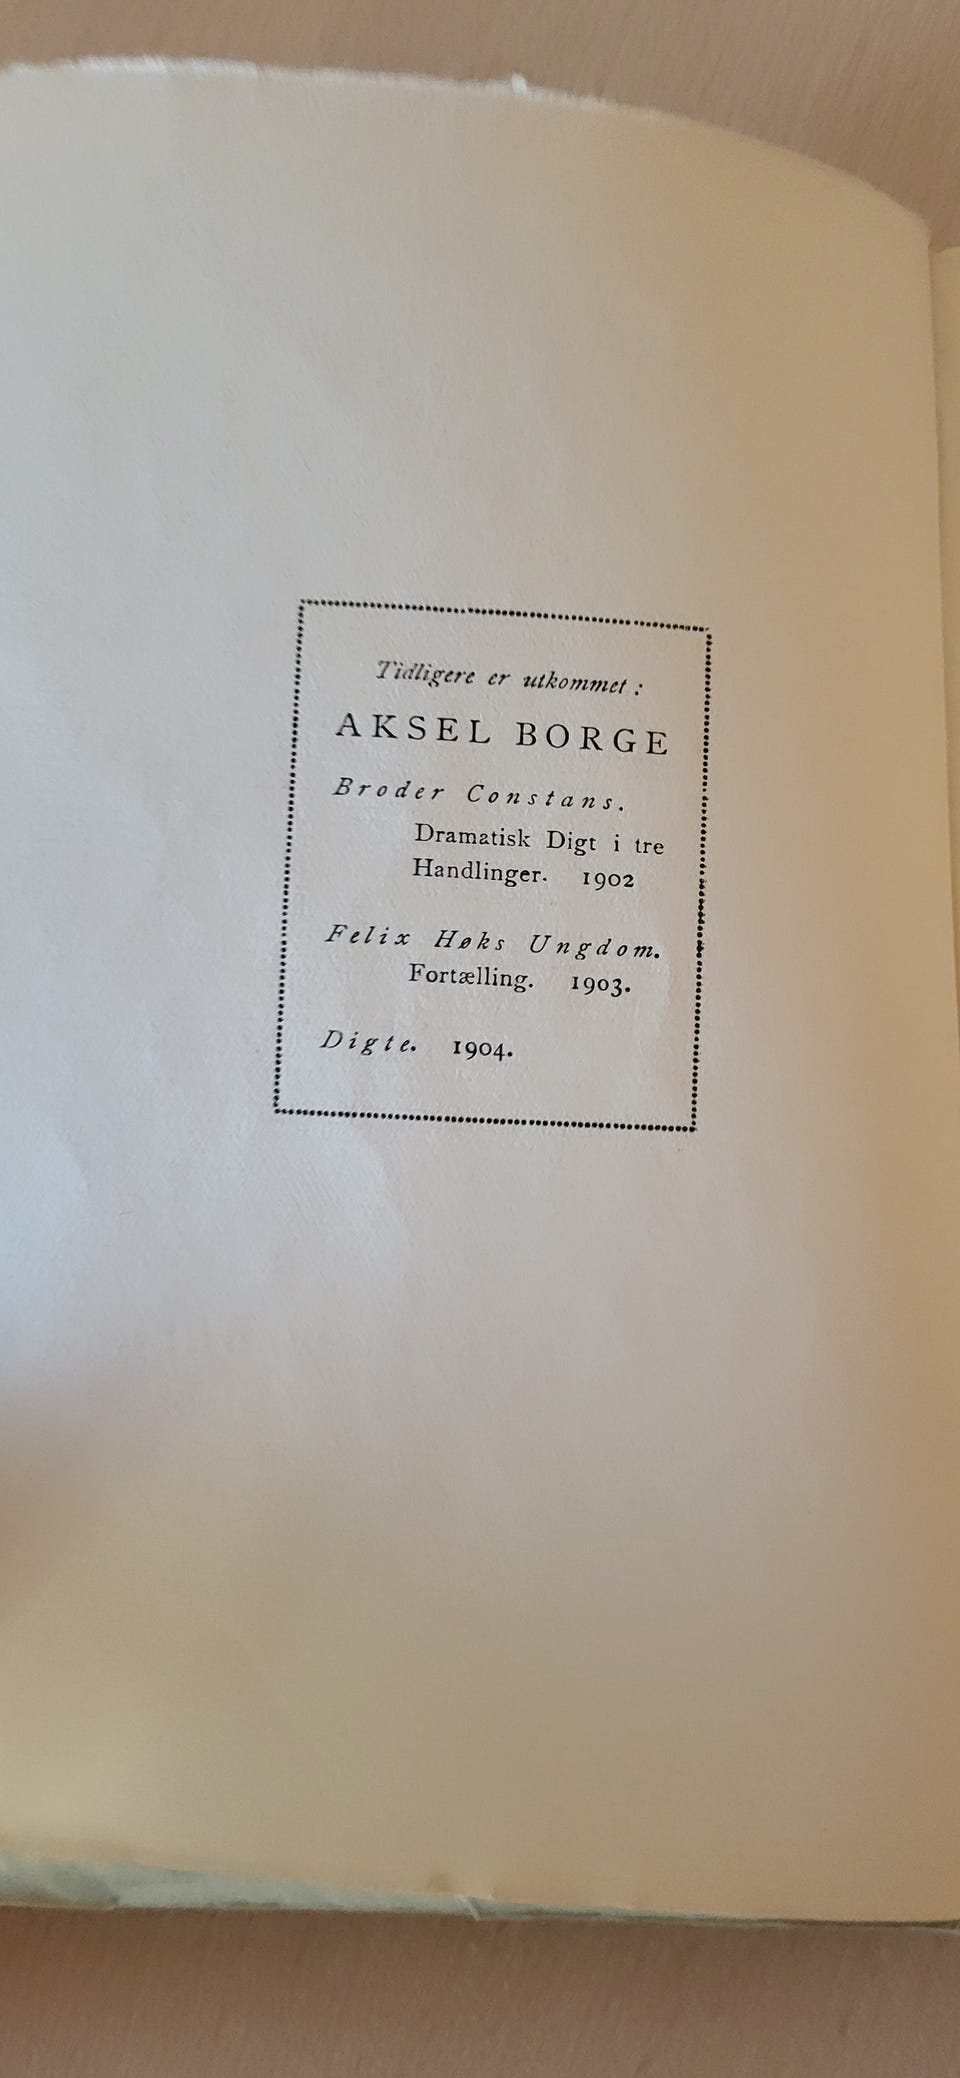 Tidligere er utkommet :
AKSEL BORGE
Broder Constans.
Dramatisk Digt i tre
Handlinger. 1902
Felix Høks Ungdom.
Fortælling. 1903.
Digte. 1904.